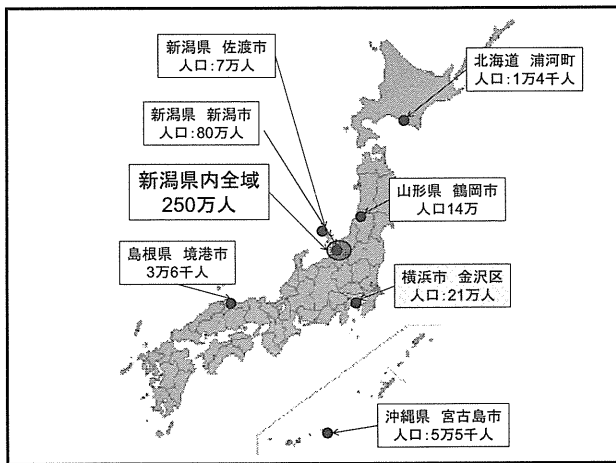 新潟県 佐渡市
人口:7万人
北海道 浦河町
人口:1万4千人
新潟県 新潟市
人口:80万人
新潟県内全域
250万人
山形県 鶴岡市
人口14万
島根県 境港市
3万6千人
横浜市 金沢区
人口:21万人
沖縄県 宮古島市
人口:5万5千人